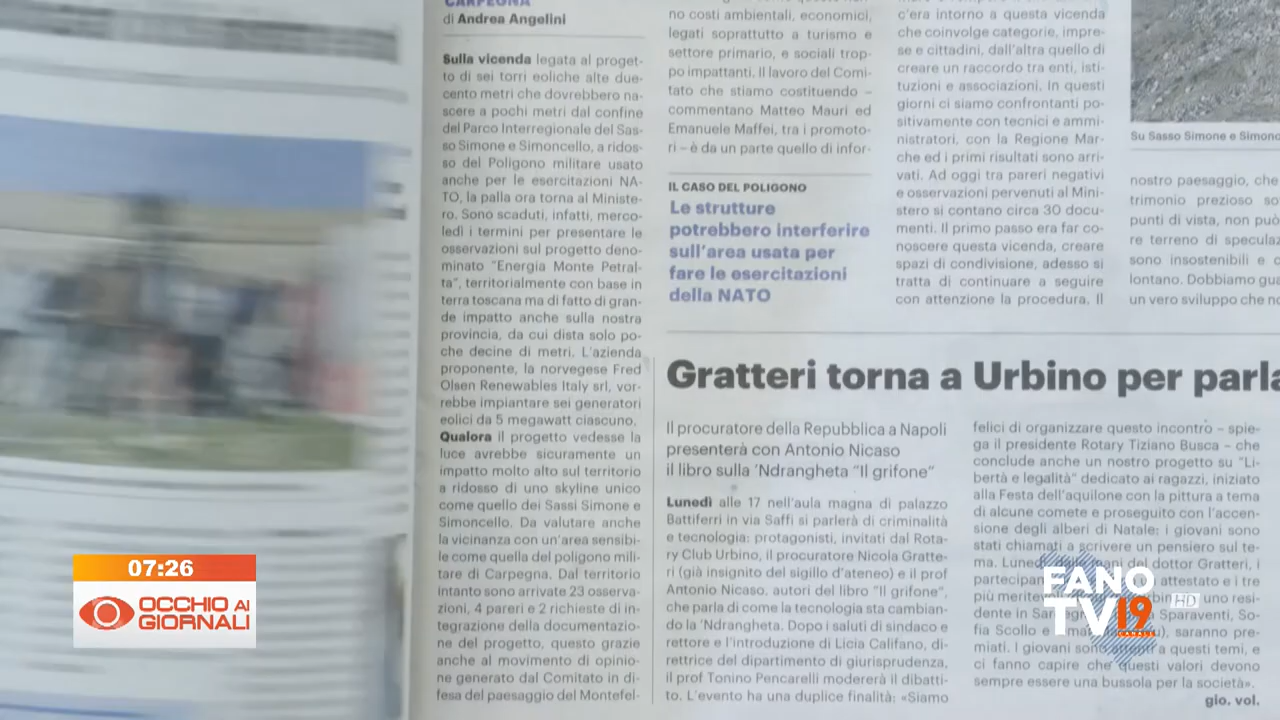 CARPEGNA
di Andrea Angelini
Sulla vicenda legata al proget-
to di sei torri eoliche alte due-
cento metri che dovrebbero na-
scere a pochi metri dal confine
del Parco Interregionale del Sas-
so Simone e Simoncello, a ridos-
so del Poligono militare usato
anche per le esercitazioni NA-
TO, la palla ora torna al Ministe-
ro. Sono scaduti, infatti, merco-
ledì i termini per presentare le
osservazioni sul progetto deno-
minato "Energia Monte Petral-
ta", territorialmente con base in
terra toscana ma di fatto di gran-
de impatto anche sulla nostra
provincia, da cui dista solo po-
che decine di metri. L'azienda
proponente, la norvegese Fred
Olsen Renewables Italy srl, vor-
rebbe impiantare sei generatori
eolici da 5 megawatt ciascuno.
Qualora il progetto vedesse la
luce avrebbe sicuramente un
impatto molto alto sul territorio
a ridosso di uno skyline unico
come quello dei Sassi Simone e
Simoncello. Da valutare anche
la vicinanza con un'area sensibi-
le come quella del poligono mili-
tare di Carpegna. Dal territorio
intanto sono arrivate 23 osserva-
zioni, 4 pareri e 2 richieste di in-
tegrazione della documentazio-
ne del progetto, questo grazie
anche al movimento di opinio-
ne generato dal Comitato in di-
fesa del paesaggio del Montefel-
no costi ambientali, economici,
legati soprattutto a turismo e
settore primario, e sociali trop-
po impattanti. Il lavoro del Comi-
tato che stiamo costituendo –
commentano Matteo Mauri ed
Emanuele Maffei, tra i promoto-
ri – è da un parte quello di infor-
IL CASO DEL POLIGONO
Le strutture
potrebbero interferire
sull'area usata per
fare le esercitazioni
della NATO
c'era intorno a questa vicenda
che coinvolge categorie, impre-
se e cittadini, dall'altra quello di
creare un raccordo tra enti, isti-
tuzioni e associazioni. In questi
giorni ci siamo confrontanti po-
sitivamente con tecnici e ammi-
nistratori, con la Regione Mar-
che ed i primi risultati sono arri-
vati. Ad oggi tra pareri negativi
e osservazioni pervenuti al Mini-
stero si contano circa 30 docu-
menti. Il primo passo era far co-
noscere questa vicenda, creare
spazi di condivisione, adesso si
tratta di continuare a seguire
con attenzione la procedura. Il
Su Sasso Simone e Simonc
nostro paesaggio, che
trimonio prezioso so
punti di vista, non può
re terreno di speculaz
sono insostenibili e c
lontano. Dobbiamo gua
un vero sviluppo che no
Gratteri torna a Urbino per parla
Il procuratore della Repubblica a Napoli
presenterà con Antonio Nicaso
il libro sulla 'Ndrangheta "Il grifone"
Lunedì alle 17 nell'aula magna di palazzo
Battiferri in via Saffi si parlerà di criminalità
e tecnologia: protagonisti, invitati dal Rota-
ry Club Urbino, il procuratore Nicola Gratte-
ri (già insignito del sigillo d'ateneo) e il prof
Antonio Nicaso, autori del libro "Il grifone",
che parla di come la tecnologia sta cambian-
do la 'Ndrangheta. Dopo i saluti di sindaco e
rettore e l'introduzione di Licia Califano, di-
rettrice del dipartimento di giurisprudenza,
il prof Tonino Pencarelli modererà il dibatti-
to. L'evento ha una duplice finalità: «Siamo
felici di organizzare questo incontro – spie-
ga il presidente Rotary Tiziano Busca – che
conclude anche un nostro progetto su "Li-
bertà e legalità" dedicato ai ragazzi, iniziato
alla Festa dell'aquilone con la pittura a tema
di alcune comete e proseguito con l'accen-
sione degli alberi di Natale: i giovani sono
stati chiamati a scrivere un pensiero sul te-
ma. dottor Gratteri, i
attestato e i tre
più uno resi-
dente in Sparaventi, So-
fia Scollo e saranno pre-
miati. I giovani sono a questi temi, e
ci fanno capire che questi valori devono
sempre essere una bussola per la società».
gio. vol.
07:26
OCCHIO AI
GIORNALI
FANO
TV 19 HD
CANALE